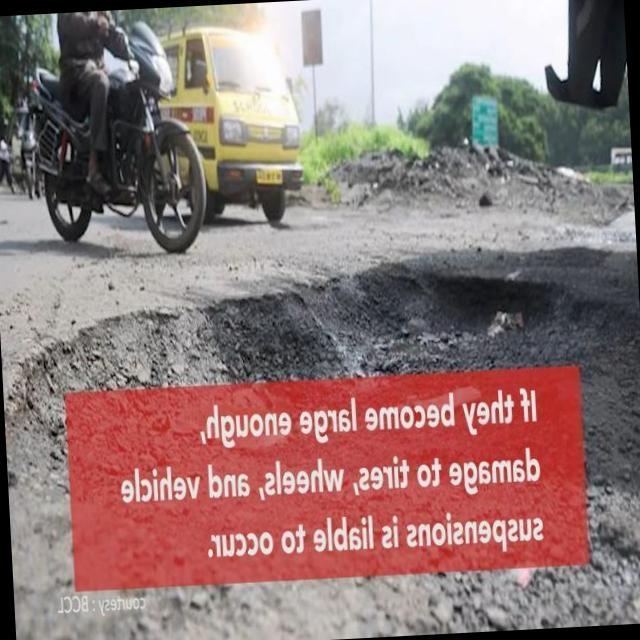 If they become large enough,
damage to tires, wheels, and vehicle
suspensions is liable to occur.
courtesy : BCCL